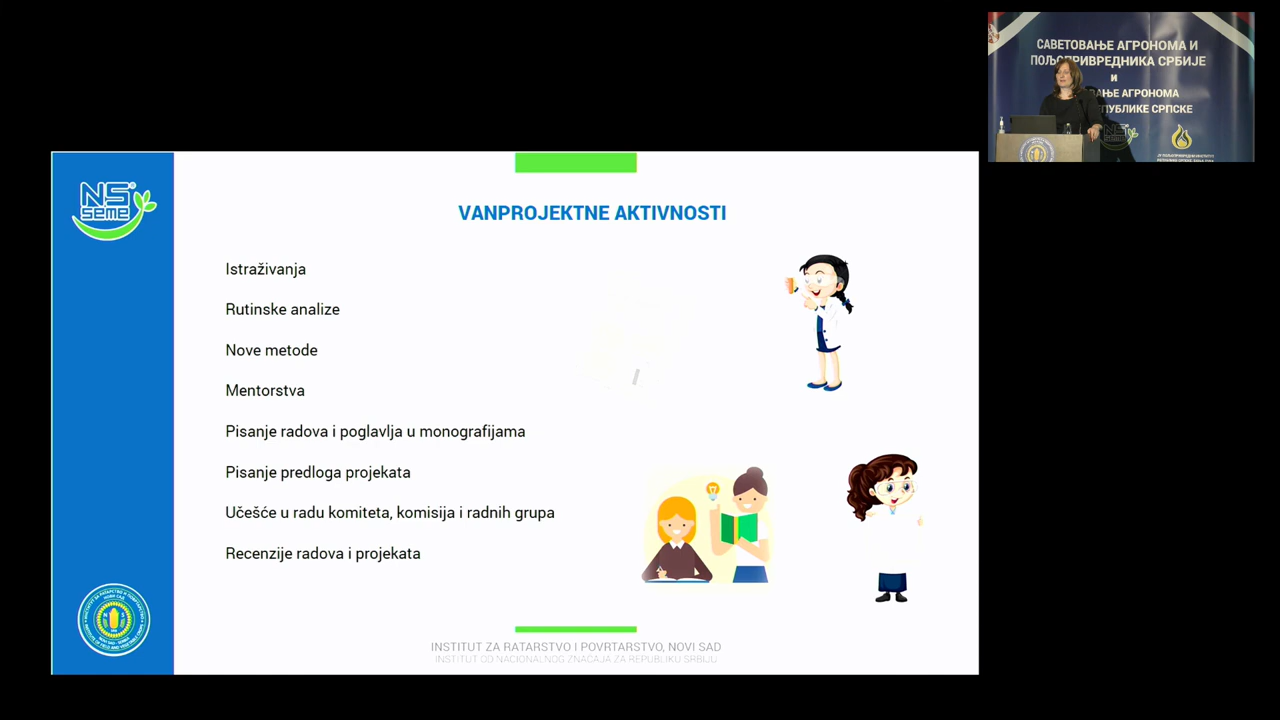 САВЕТОВАЊЕ АГРОНОМА И
ПОЉОПРИВРЕДНИКА СРБИЈЕ
И
АГРОНОМА
РЕПУБЛИКЕ СРПСКЕ
NS
seme
NS
seme
VANPROJEKTNE AKTIVNOSTI
Istraživanja
Rutinske analize
Nove metode
Mentorstva
Pisanje radova i poglavlja u monografijama
Pisanje predloga projekata
Učešće u radu komiteta, komisija i radnih grupa
Recenzije radova i projekata
INSTITUT ZA RATARSTVO I POVRTARSTVO, NOVI SAD
INSTITUT OD NACIONALNOG ZNAČAJA ZA REPUBLIKU SRBIJU